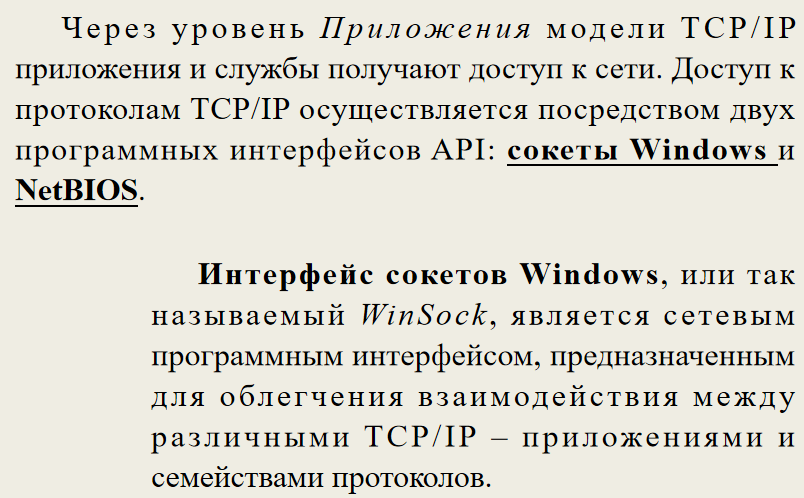 Через уровень Приложения модели TCP/IP
приложения и службы получают доступ к сети. Доступ к
протоколам TCP/IP осуществляется посредством двух
программных интерфейсов API: сокеты Windows и
NetBIOS.
Интерфейс сокетов Windows, или так
называемый WinSock, является сетевым
программным интерфейсом, предназначенным
для облегчения взаимодействия между
различными TCP/IP – приложениями и
семействами протоколов.